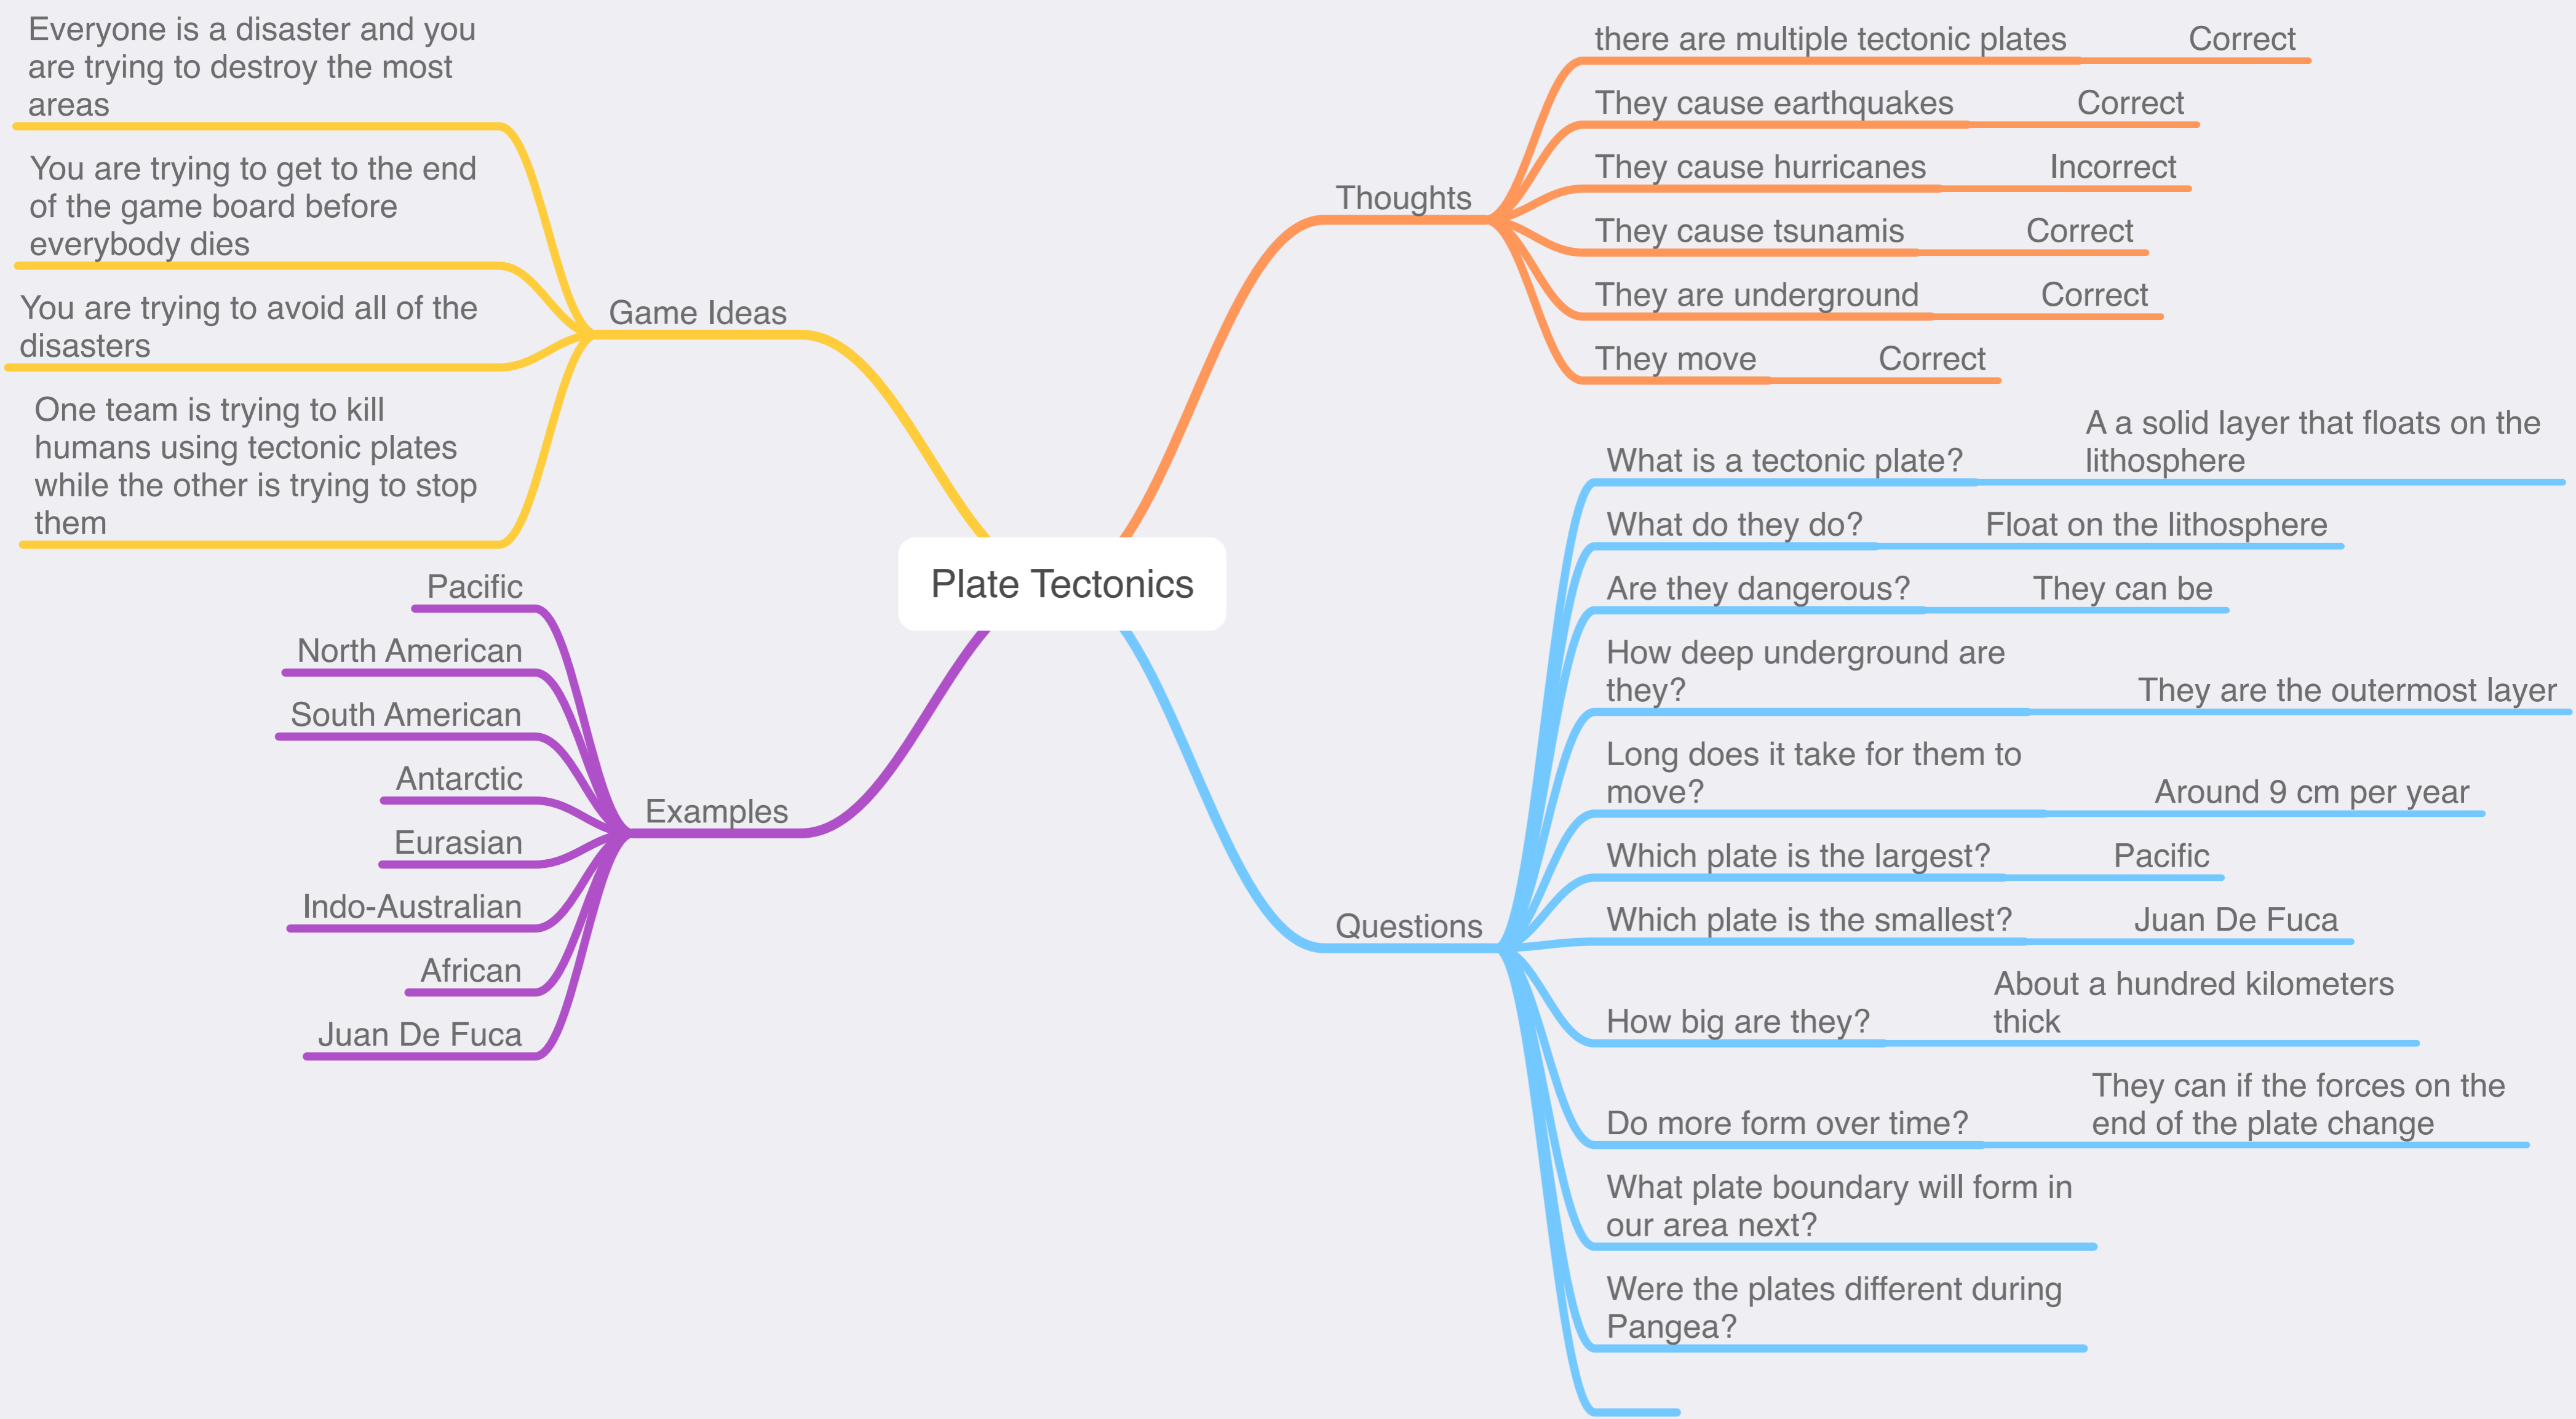 Plate Tectonics
Thoughts
there are multiple tectonic plates
Correct
They cause earthquakes
Correct
They cause hurricanes
Incorrect
They cause tsunamis
Correct
They are underground
Correct
They move
Correct
Questions
What is a tectonic plate?
A a solid layer that floats on the
lithosphere
What do they do?
Float on the lithosphere
Are they dangerous?
They can be
How deep underground are
they?
They are the outermost layer
Long does it take for them to
move?
Around 9 cm per year
Which plate is the largest?
Pacific
Which plate is the smallest?
Juan De Fuca
How big are they?
About a hundred kilometers
thick
Do more form over time?
They can if the forces on the
end of the plate change
What plate boundary will form in
our area next?
Were the plates different during
Pangea?
Game Ideas
Everyone is a disaster and you
are trying to destroy the most
areas
You are trying to get to the end
of the game board before
everybody dies
You are trying to avoid all of the
disasters
One team is trying to kill
humans using tectonic plates
while the other is trying to stop
them
Examples
Pacific
North American
South American
Antarctic
Eurasian
Indo-Australian
African
Juan De Fuca